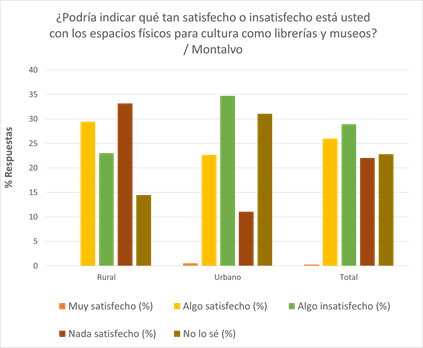 ¿Podría indicar qué tan satisfecho o insatisfecho está usted
con los espacios físicos para cultura como librerías y museos?
/ Montalvo
% Respuestas
40
35
30
25
20
15
10
5
0
Rural
Urbano
Total
Muy satisfecho (%)
Algo satisfecho (%)
Algo insatisfecho (%)
Nada satisfecho (%)
No lo sé (%)